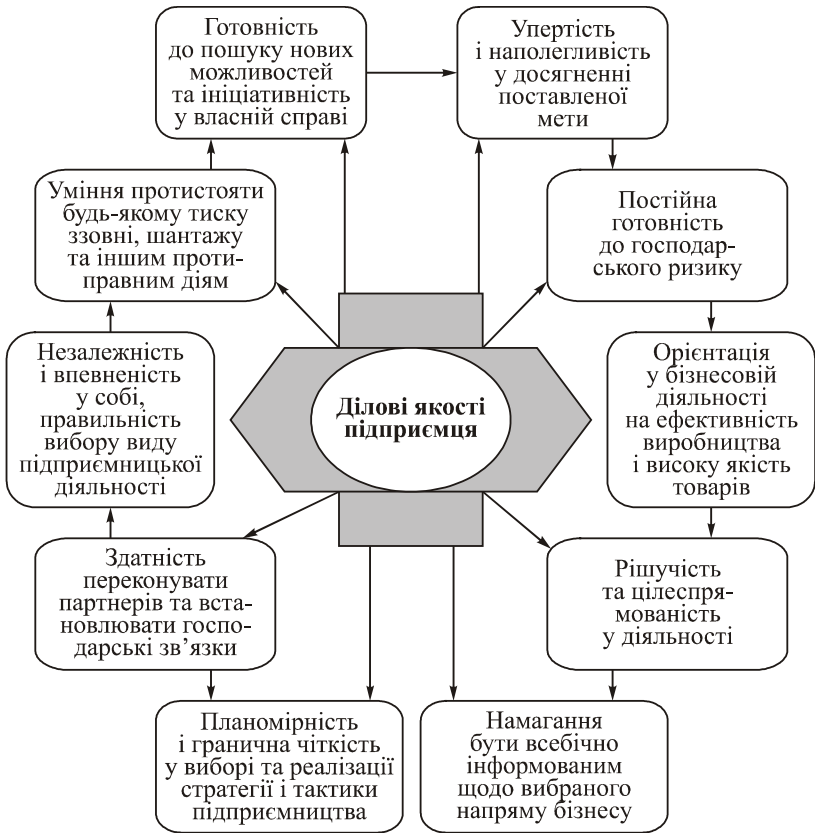 Готовність
до пошуку нових
можливостей
та ініціативність
у власній справі
Упертість
і наполегливість
у досягненні
поставленої
мети
Уміння протистояти
будь-якому тиску
ззовні, шантажу
та іншим проти-
правним діям
Постійна
готовність
до господар-
ського ризику
Незалежність
і впевненість
у собі,
правильність
вибору виду
підприємницької
діяльності
Ділові якості
підприємця
Орієнтація
у бізнесовій
діяльності
на ефективність
виробництва
і високу якість
товарів
Здатність
переконувати
партнерів та вста-
новлювати госпо-
дарські зв’язки
Рішучість
та цілеспря-
мованість
у діяльності
Планомірність
і гранична чіткість
у виборі та реалізації
стратегії і тактики
підприємництва
Намагання
бути всебічно
інформованим
щодо вибраного
напряму бізнесу